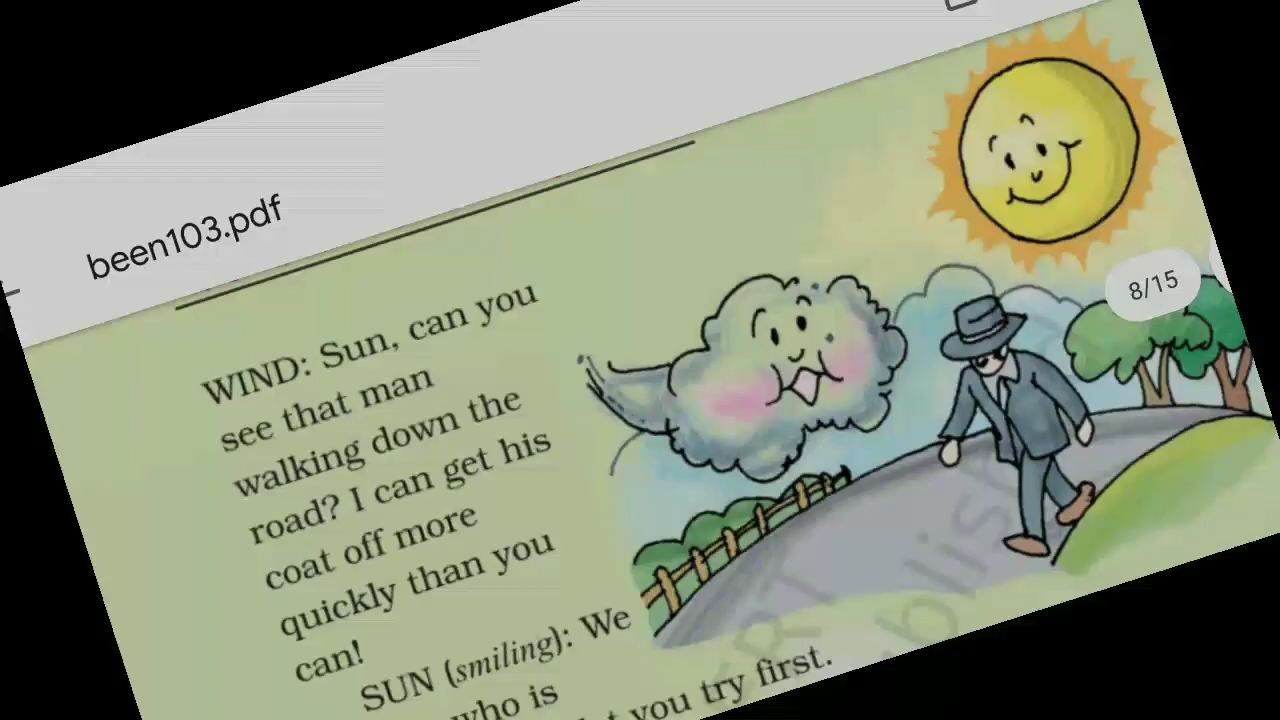 been103.pdf
8/15
WIND: Sun, can you
see that man
walking down the
road? I can get his
coat off more
quickly than you
can!
SUN (smiling): We
who is
you try first.